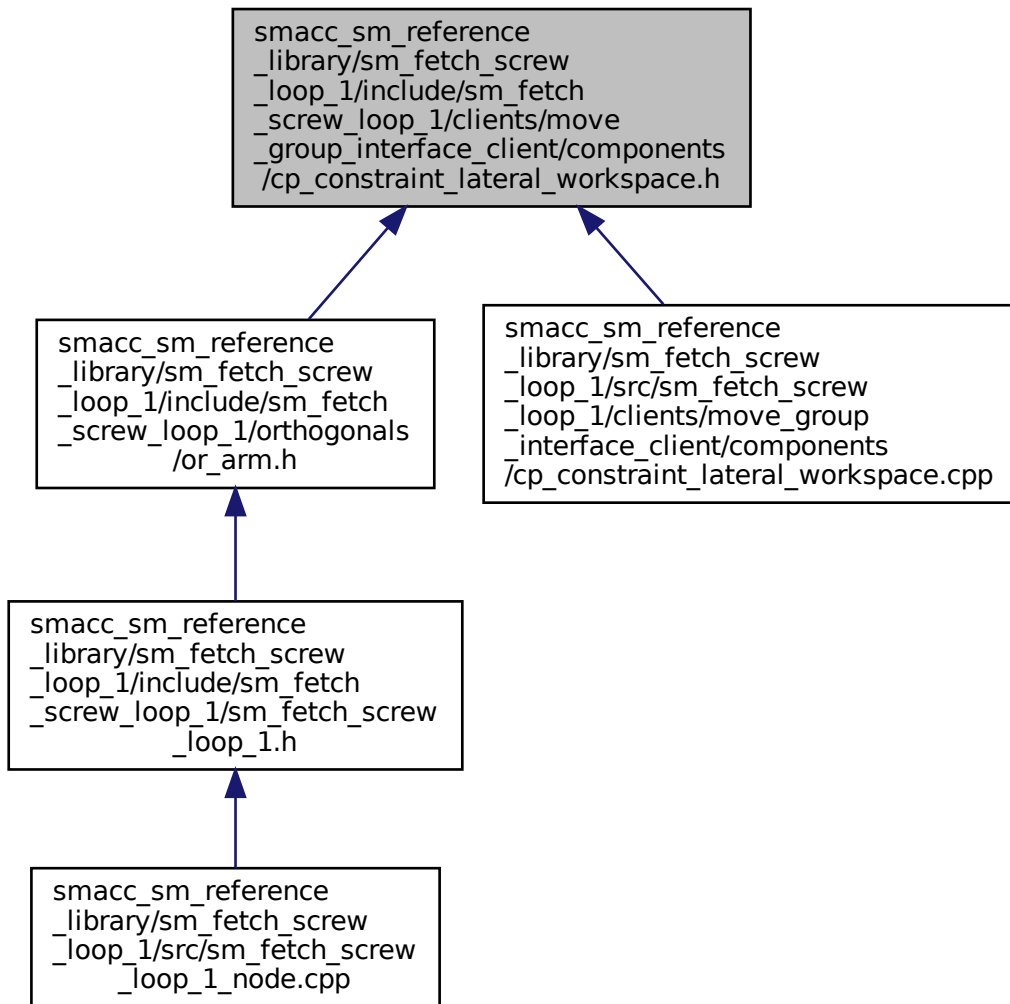 smacc_sm_reference
_library/sm_fetch_screw
_loop_1/include/sm_fetch
_screw_loop_1/clients/move
_group_interface_client/components
/cp_constraint_lateral_workspace.h
smacc_sm_reference
_library/sm_fetch_screw
_loop_1/include/sm_fetch
_screw_loop_1/orthogonals
/or_arm.h
smacc_sm_reference
_library/sm_fetch_screw
_loop_1/src/sm_fetch_screw
_loop_1/clients/move_group
_interface_client/components
/cp_constraint_lateral_workspace.cpp
smacc_sm_reference
_library/sm_fetch_screw
_loop_1/include/sm_fetch
_screw_loop_1/sm_fetch_screw
_loop_1.h
smacc_sm_reference
_library/sm_fetch_screw
_loop_1/src/sm_fetch_screw
_loop_1_node.cpp